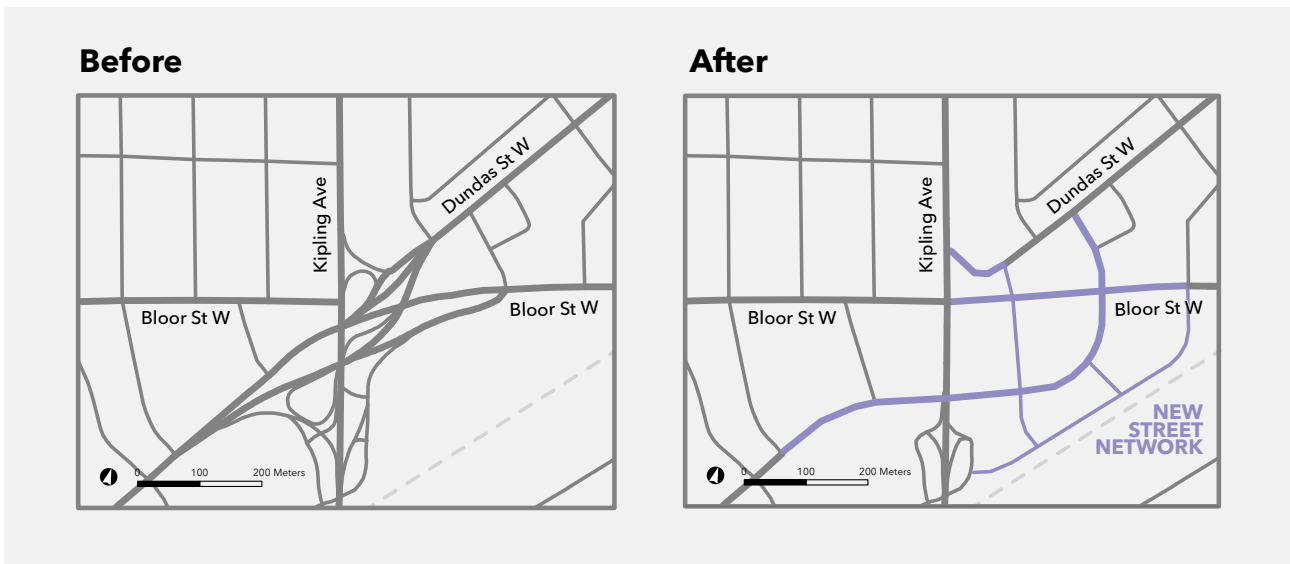 Before
Kipling Ave
Dundas St W
Bloor St W
Bloor St W
0 100 200 Meters
After
Kipling Ave
Dundas St W
Bloor St W
Bloor St W
NEW
STREET
NETWORK
0 100 200 Meters